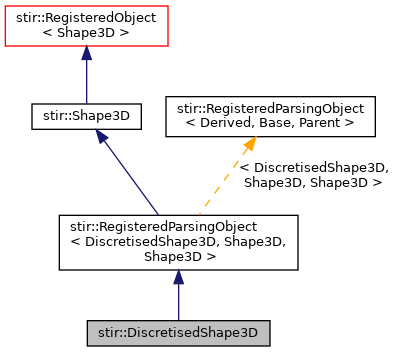 stir::RegisteredObject
< Shape3D >
stir::Shape3D
stir::RegisteredParsingObject
< Derived, Base, Parent >
< DiscretisedShape3D,
Shape3D, Shape3D >
stir::RegisteredParsingObject
< DiscretisedShape3D, Shape3D,
Shape3D >
stir::DiscretisedShape3D